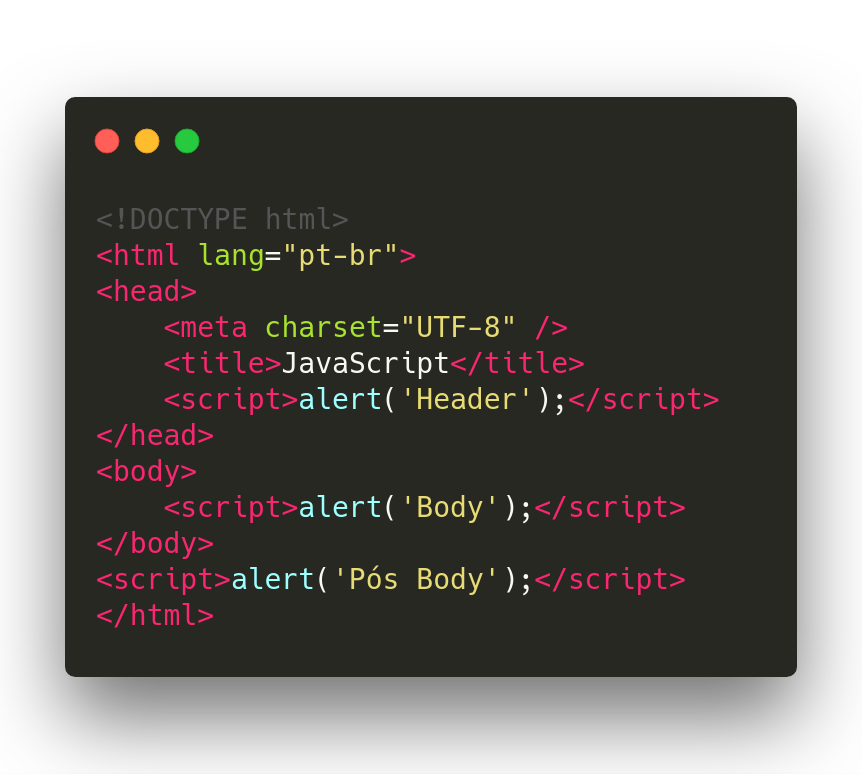 <!DOCTYPE html>
<html lang="pt-br">
<head>
    <meta charset="UTF-8" />
    <title>JavaScript</title>
    <script>alert('Header');</script>
</head>
<body>
    <script>alert('Body');</script>
</body>
<script>alert('Pós Body');</script>
</html>